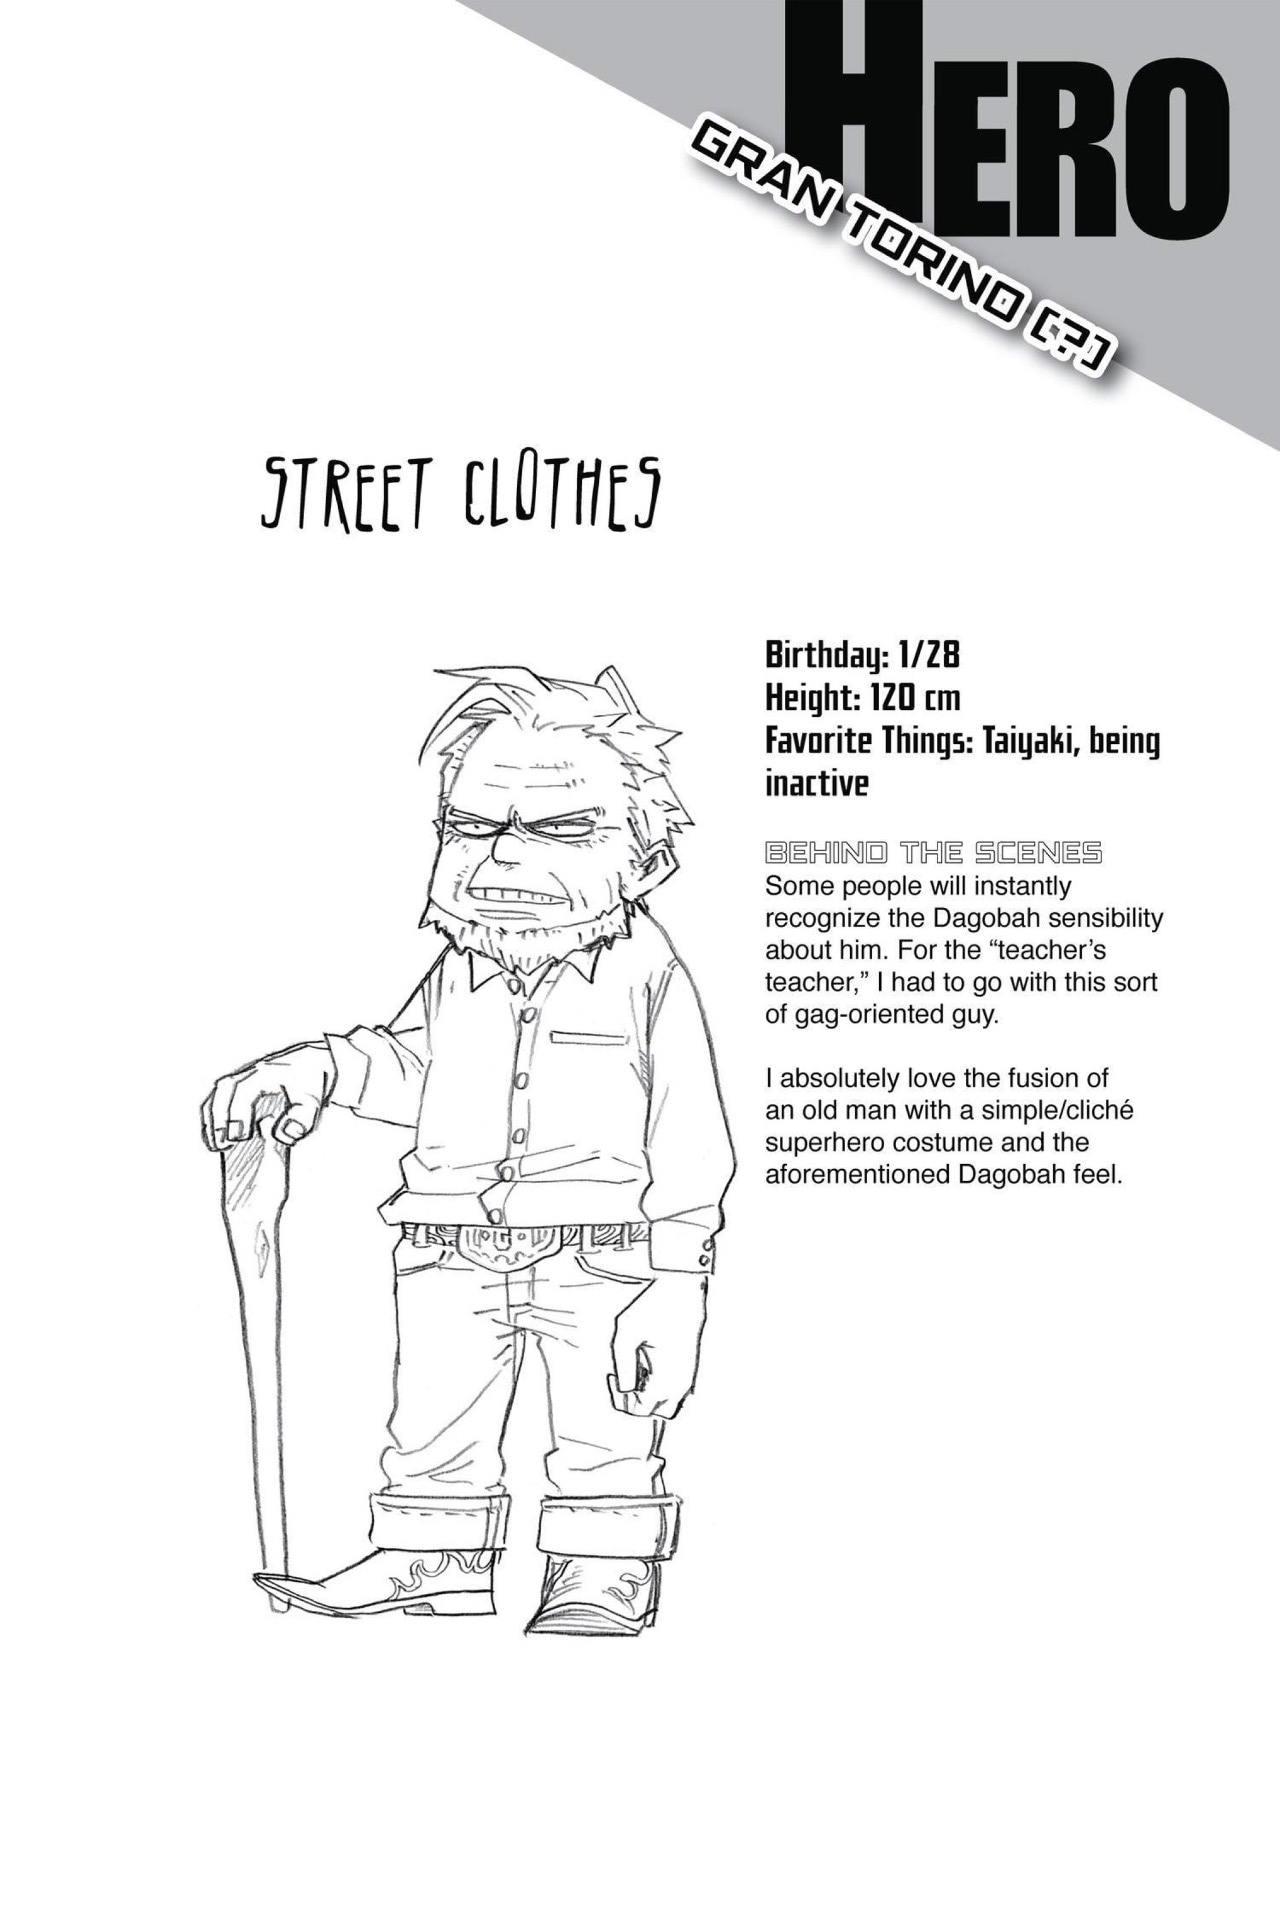 HERO
GRAN TORINO (?)
STREET CLOTHES
Birthday: 1/28
Height: 120 cm
Favorite Things: Taiyaki, being
inactive
BEHIND THE SCENES
Some people will instantly
recognize the Dagobah sensibility
about him. For the “teacher’s
teacher,” I had to go with this sort
of gag-oriented guy.
I absolutely love the fusion of
an old man with a simple/cliché
superhero costume and the
aforementioned Dagobah feel.